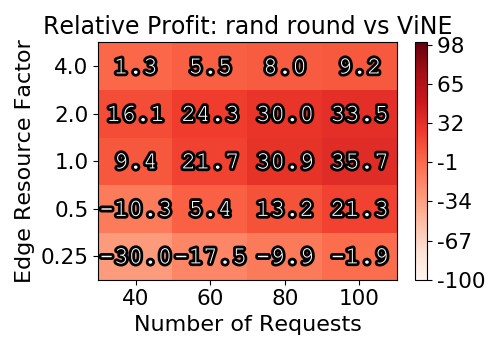 Relative Profit: rand round vs ViNE
Edge Resource Factor
4.0 1.3 5.5 8.0 9.2
2.0 16.1 24.3 30.0 33.5
1.0 9.4 21.7 30.9 35.7
0.5 -10.3 5.4 13.2 21.3
0.25 -30.0 -17.5 -9.9 -1.9
40 60 80 100
Number of Requests
98
65
32
-1
-34
-67
-100